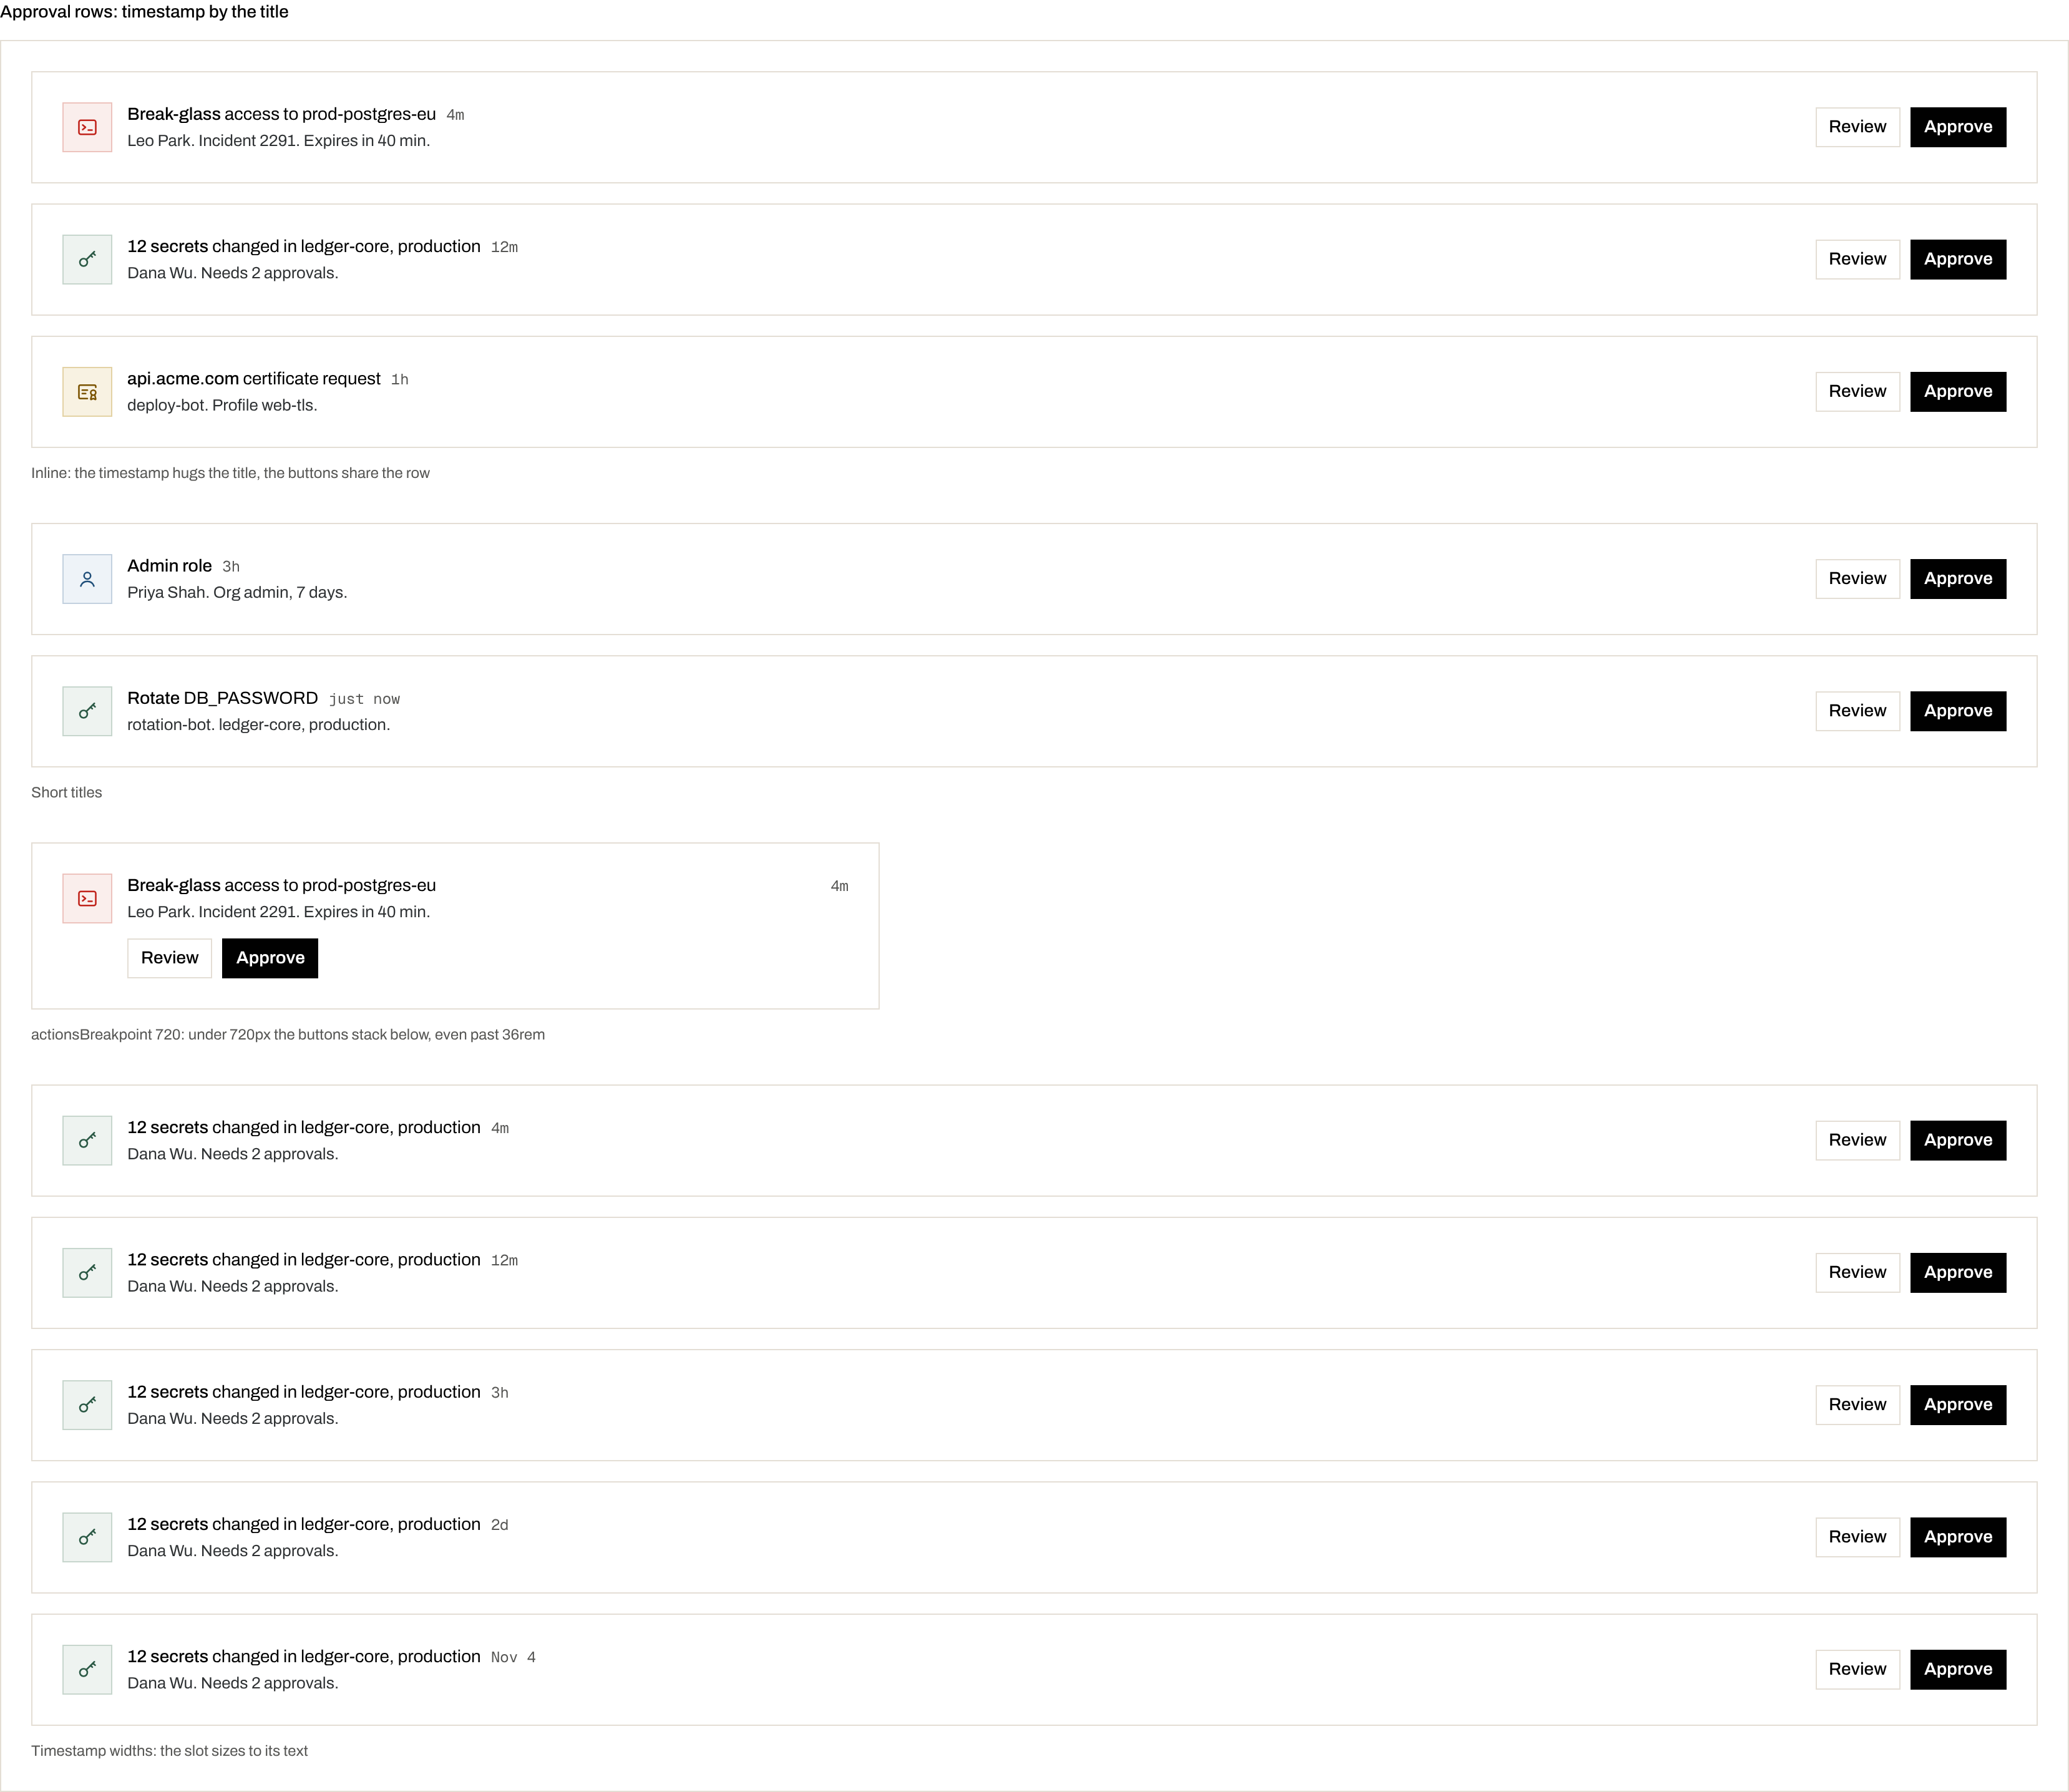 Approval rows: timestamp by the title
Break-glass access to prod-postgres-eu 4m
Leo Park. Incident 2291. Expires in 40 min.
Review Approve
12 secrets changed in ledger-core, production 12m
Dana Wu. Needs 2 approvals.
Review Approve
api.acme.com certificate request 1h
deploy-bot. Profile web-tls.
Review Approve
Inline: the timestamp hugs the title, the buttons share the row
Admin role 3h
Priya Shah. Org admin, 7 days.
Review Approve
Rotate DB_PASSWORD just now
rotation-bot. ledger-core, production.
Review Approve
Short titles
Break-glass access to prod-postgres-eu 4m
Leo Park. Incident 2291. Expires in 40 min.
Review Approve
actionsBreakpoint 720: under 720px the buttons stack below, even past 36rem
12 secrets changed in ledger-core, production 4m
Dana Wu. Needs 2 approvals.
Review Approve
12 secrets changed in ledger-core, production 12m
Dana Wu. Needs 2 approvals.
Review Approve
12 secrets changed in ledger-core, production 3h
Dana Wu. Needs 2 approvals.
Review Approve
12 secrets changed in ledger-core, production 2d
Dana Wu. Needs 2 approvals.
Review Approve
12 secrets changed in ledger-core, production Nov 4
Dana Wu. Needs 2 approvals.
Review Approve
Timestamp widths: the slot sizes to its text